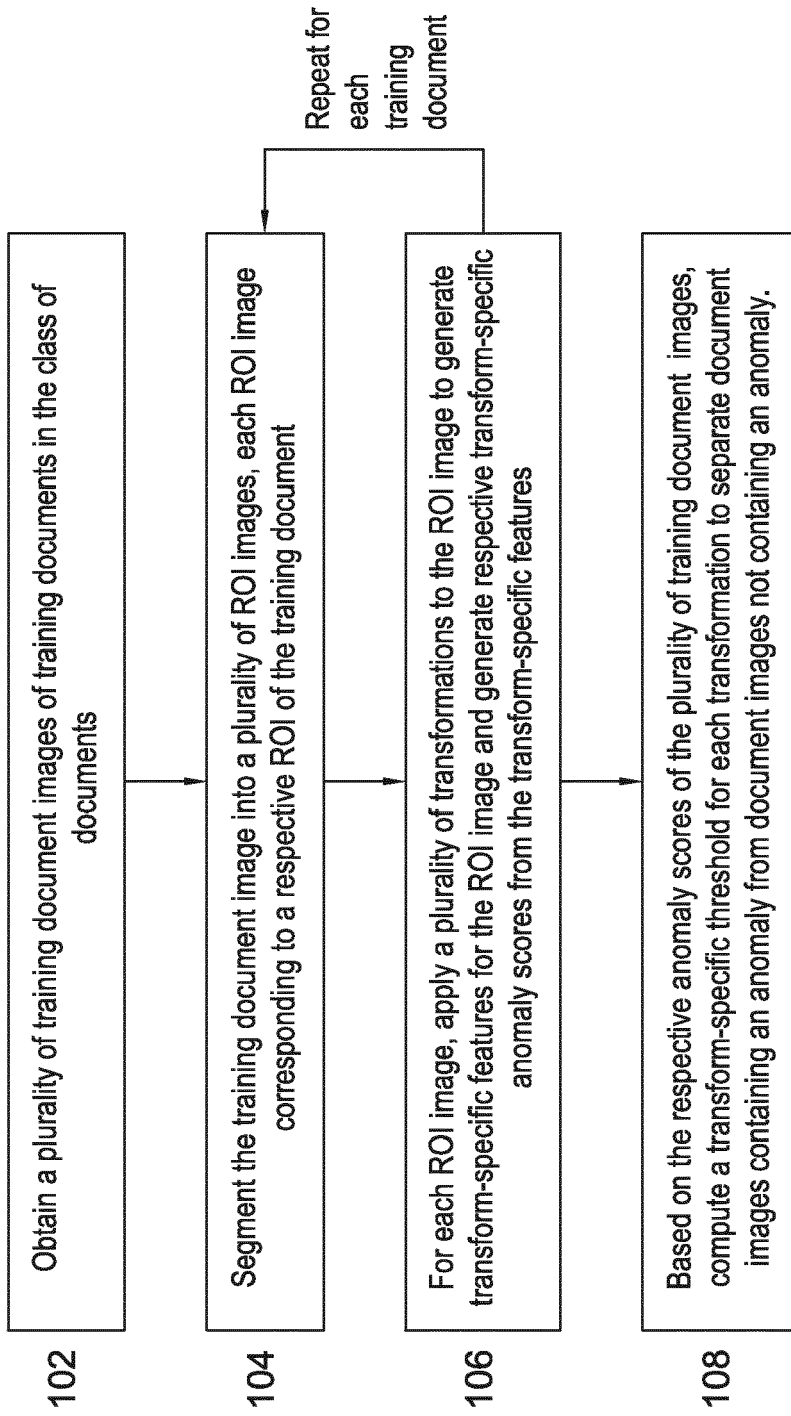 102
Obtain a plurality of training document images of training documents in the class of
documents
104
Segment the training document image into a plurality of ROI images, each ROI image
corresponding to a respective ROI of the training document
Repeat for
each
training
document
106
For each ROI image, apply a plurality of transformations to the ROI image to generate
transform-specific features for the ROI image and generate respective transform-specific
anomaly scores from the transform-specific features
108
Based on the respective anomaly scores of the plurality of training document images,
compute a transform-specific threshold for each transformation to separate document
images containing an anomaly from document images not containing an anomaly.